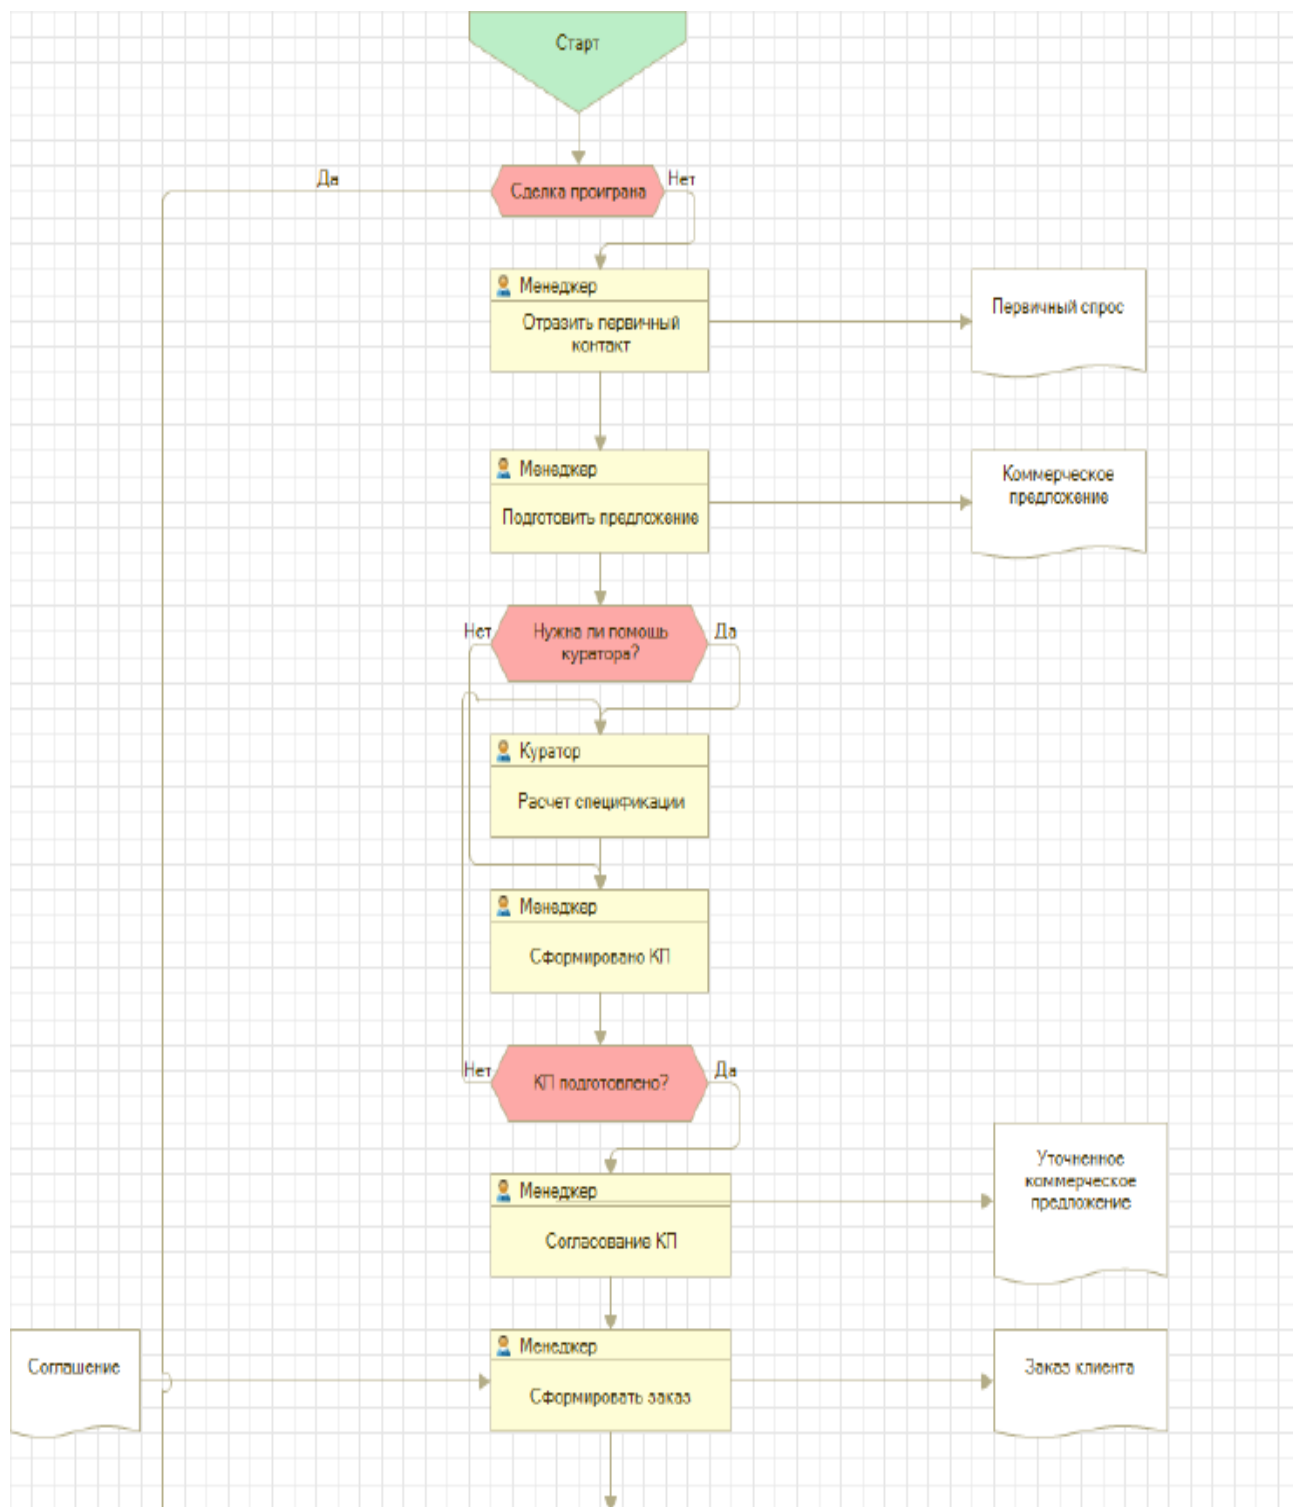 Старт
Да
Сделка проиграна
Нет
Менеджер
Отразить первичный
контакт
Первичный спрос
Менеджер
Подготовить предложение
Коммерческое
предложение
Нет
Нужна ли помощь
куратора?
Да
Куратор
Расчет спецификации
Менеджер
Сформировано КП
Нет
КП подготовлено?
Да
Менеджер
Согласование КП
Уточненное
коммерческое
предложение
Соглашение
Менеджер
Сформировать заказ
Заказ клиента